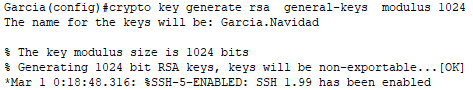 Garcia(config)#crypto key generate rsa  general-keys  modulus 1024
The name for the keys will be: Garcia.Navidad
% The key modulus size is 1024 bits
% Generating 1024 bit RSA keys, keys will be non-exportable...[OK]
*Mar 1 0:18:48.316: %SSH-5-ENABLED: SSH 1.99 has been enabled